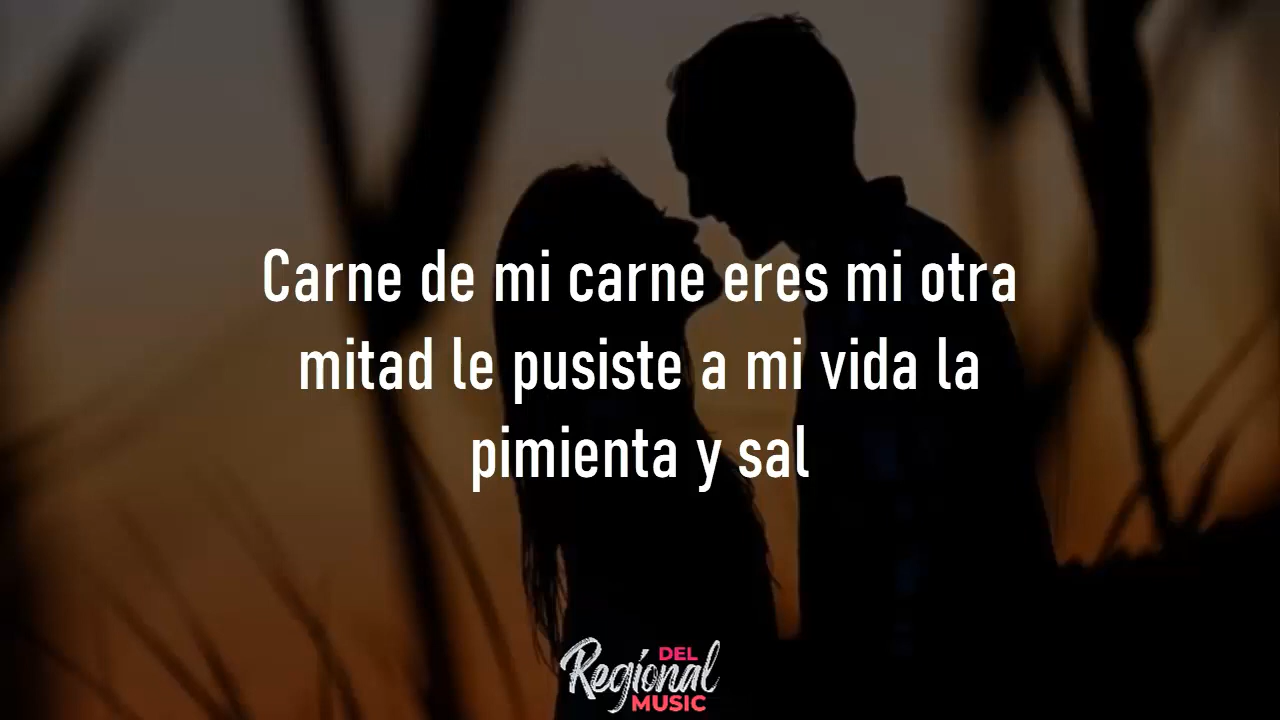 Carne de mi carne eres mi otra
mitad le pusiste a mi vida la
pimienta y sal
DEL
Regional
MUSIC